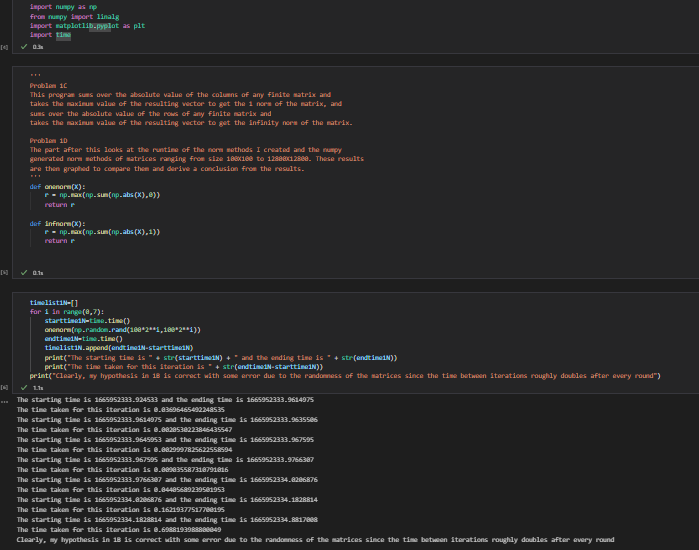 import numpy as np
from numpy import linalg
import matplotlib.pyplot as plt
import time
0.3s
'''
Problem 1C
This program sums over the absolute value of the columns of any finite matrix and
takes the maximum value of the resulting vector to get the 1 norm of the matrix, and
sums over the absolute value of the rows of any finite matrix and
takes the maximum value of the resulting vector to get the infinity norm of the matrix.
Problem 1D
The part after this looks at the runtime of the norm methods I created and the numpy
generated norm methods of matrices ranging from size 100X100 to 12800X12800. These results
are then graphed to compare them and derive a conclusion from the results.
'''
def onenorm(X):
r = np.max(np.sum(np.abs(X),0))
return r
def infnorm(X):
r = np.max(np.sum(np.abs(X),1))
return r
0.1s
timelist1N=[]
for i in range(0,7):
starttime1N=time.time()
onenorm(np.random.rand(100*2**i,100*2**i))
endtime1N=time.time()
timelist1N.append(endtime1N-starttime1N)
print("The starting time is " + str(starttime1N) + " and the ending time is " + str(endtime1N))
print("The time taken for this iteration is " + str(endtime1N-starttime1N))
print("Clearly, my hypothesis in 1B is correct with some error due to the randomness of the matrices since the time between iterations roughly doubles after every round")
1.1s
...
The starting time is 1665952333.924533 and the ending time is 1665952333.9614975
The time taken for this iteration is 0.03696465492248535
The starting time is 1665952333.9614975 and the ending time is 1665952333.9635506
The time taken for this iteration is 0.0020530223846435547
The starting time is 1665952333.9645953 and the ending time is 1665952333.967595
The time taken for this iteration is 0.0029997825622558594
The starting time is 1665952333.967595 and the ending time is 1665952333.9766307
The time taken for this iteration is 0.009035587310791016
The starting time is 1665952333.9766307 and the ending time is 1665952334.0206876
The time taken for this iteration is 0.04405689239501953
The starting time is 1665952334.0206876 and the ending time is 1665952334.1828814
The time taken for this iteration is 0.16219377517700195
The starting time is 1665952334.1828814 and the ending time is 1665952334.8817008
The time taken for this iteration is 0.6988193988800049
Clearly, my hypothesis in 1B is correct with some error due to the randomness of the matrices since the time between iterations roughly doubles after every round